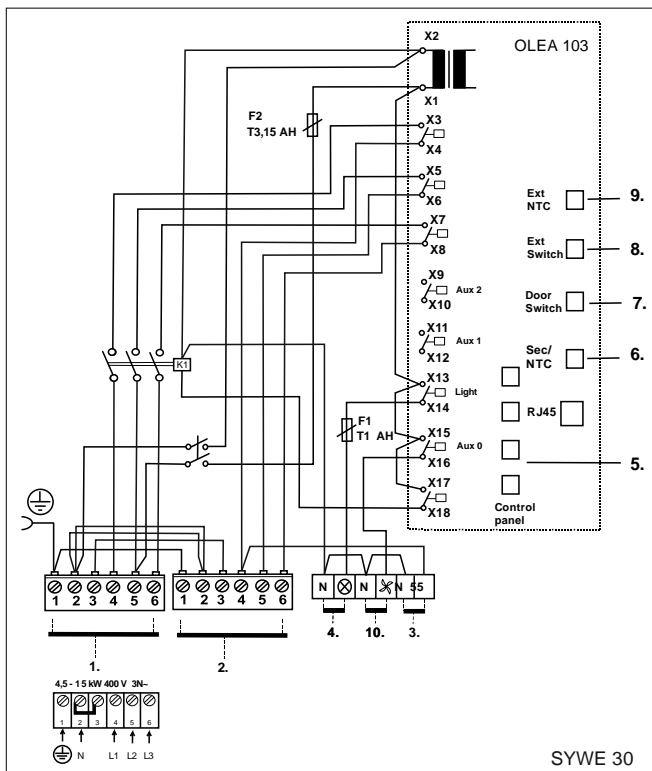 X2
OLEA 103
X1
F2
T3,15 AH
X3
X4
X5
X6
X7
X8
X9
Aux 2
X10
X11
Aux 1
X12
X13
Light
X14
X15
Aux 0
X16
X17
X18
Ext
NTC
9.
Ext
Switch
8.
Door
Switch
7.
Sec/
NTC
6.
RJ45
5.
Control
panel
K1
F1
T1 AH
1 2 3 4 5 6
1 2 3 4 5 6
N N N 55
1.
2.
4. 10. 3.
4,5 - 15 kW 400 V 3N~
1 2 3 4 5 6
N L1 L2 L3
SYWE 30